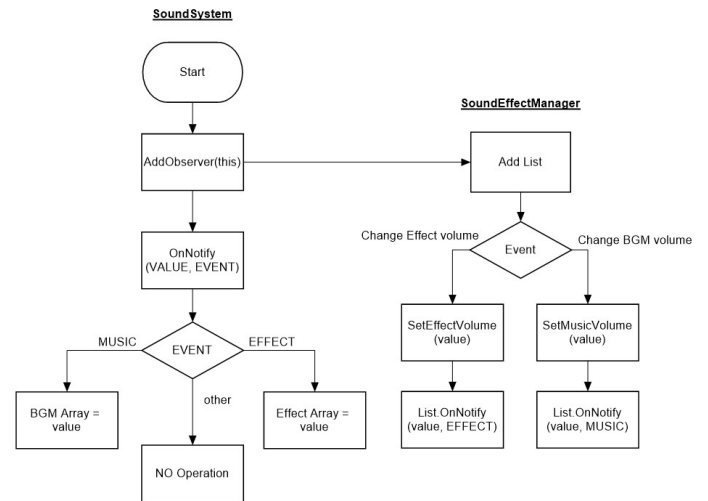 SoundSystem
Start
AddObserver(this)
OnNotify
(VALUE, EVENT)
EVENT
MUSIC
EFFECT
other
BGM Array =
value
Effect Array =
value
NO Operation
SoundEffectManager
Add List
Event
Change Effect volume
Change BGM volume
SetEffectVolume
(value)
SetMusicVolume
(value)
List.OnNotify
(value, EFFECT)
List.OnNotify
(value, MUSIC)